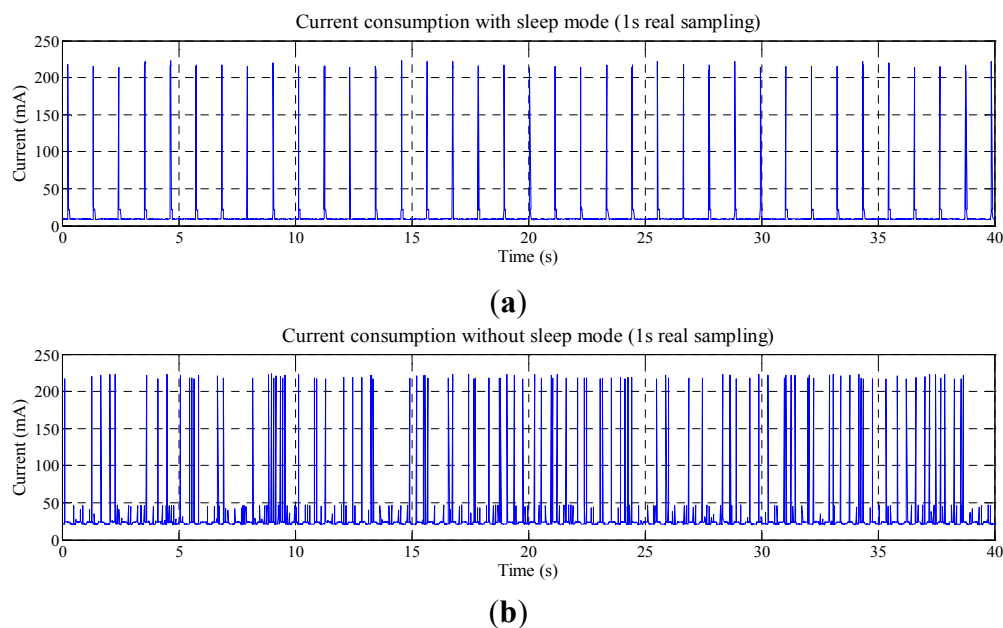 Current consumption with sleep mode (1s real sampling)
250
200
150
100
50
0
Current (mA)
0 5 10 15 20 25 30 35 40
Time (s)
(a)
Current consumption without sleep mode (1s real sampling)
250
200
150
100
50
0
Current (mA)
0 5 10 15 20 25 30 35 40
Time (s)
(b)